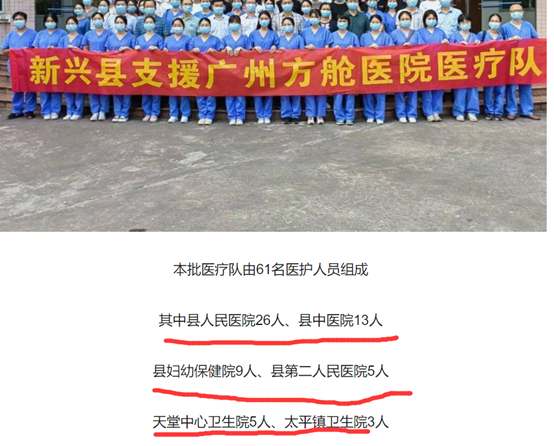 新兴县支援广州方舱医院医疗队
本批医疗队由61名医护人员组成
其中县人民医院26人、县中医院13人
县妇幼保健院9人、县第二人民医院5人
天堂中心卫生院5人、太平镇卫生院3人